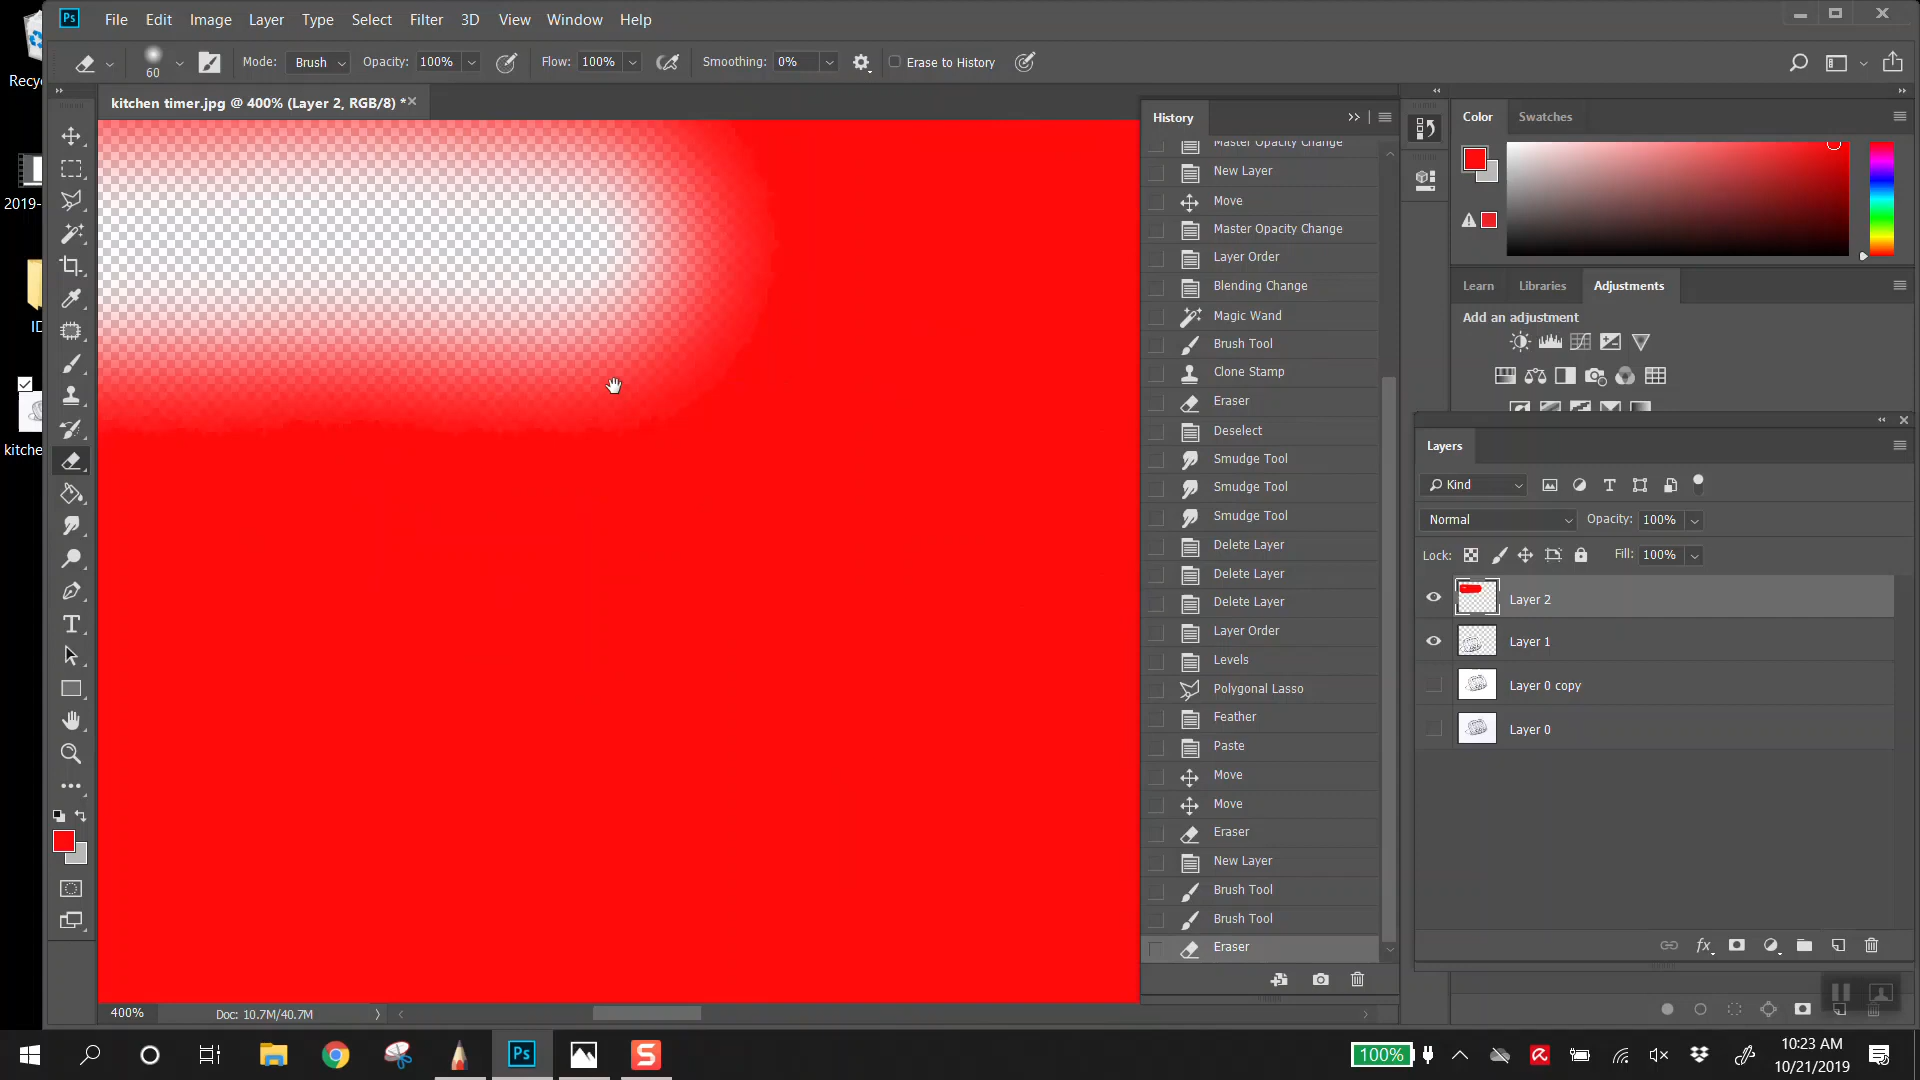 Ps File Edit Image Layer Type Select Filter 3D View Window Help
60 Mode: Brush Opacity: 100% Flow: 100% Smoothing: 0% Erase to History
kitchen timer.jpg @ 400% (Layer 2, RGB/8) *
Recyc
2019-
kitche
History
Master Opacity Change
New Layer
Move
Master Opacity Change
Layer Order
Blending Change
Magic Wand
Brush Tool
Clone Stamp
Eraser
Deselect
Smudge Tool
Smudge Tool
Smudge Tool
Delete Layer
Delete Layer
Delete Layer
Layer Order
Levels
Polygonal Lasso
Feather
Paste
Move
Move
Eraser
New Layer
Brush Tool
Brush Tool
Eraser
Color Swatches
Learn Libraries Adjustments
Add an adjustment
Layers
Kind
Normal Opacity: 100%
Lock: Fill: 100%
Layer 2
Layer 1
Layer 0 copy
Layer 0
400% Doc: 10.7M/40.7M
Ps S 100% 10:23 AM
10/21/2019